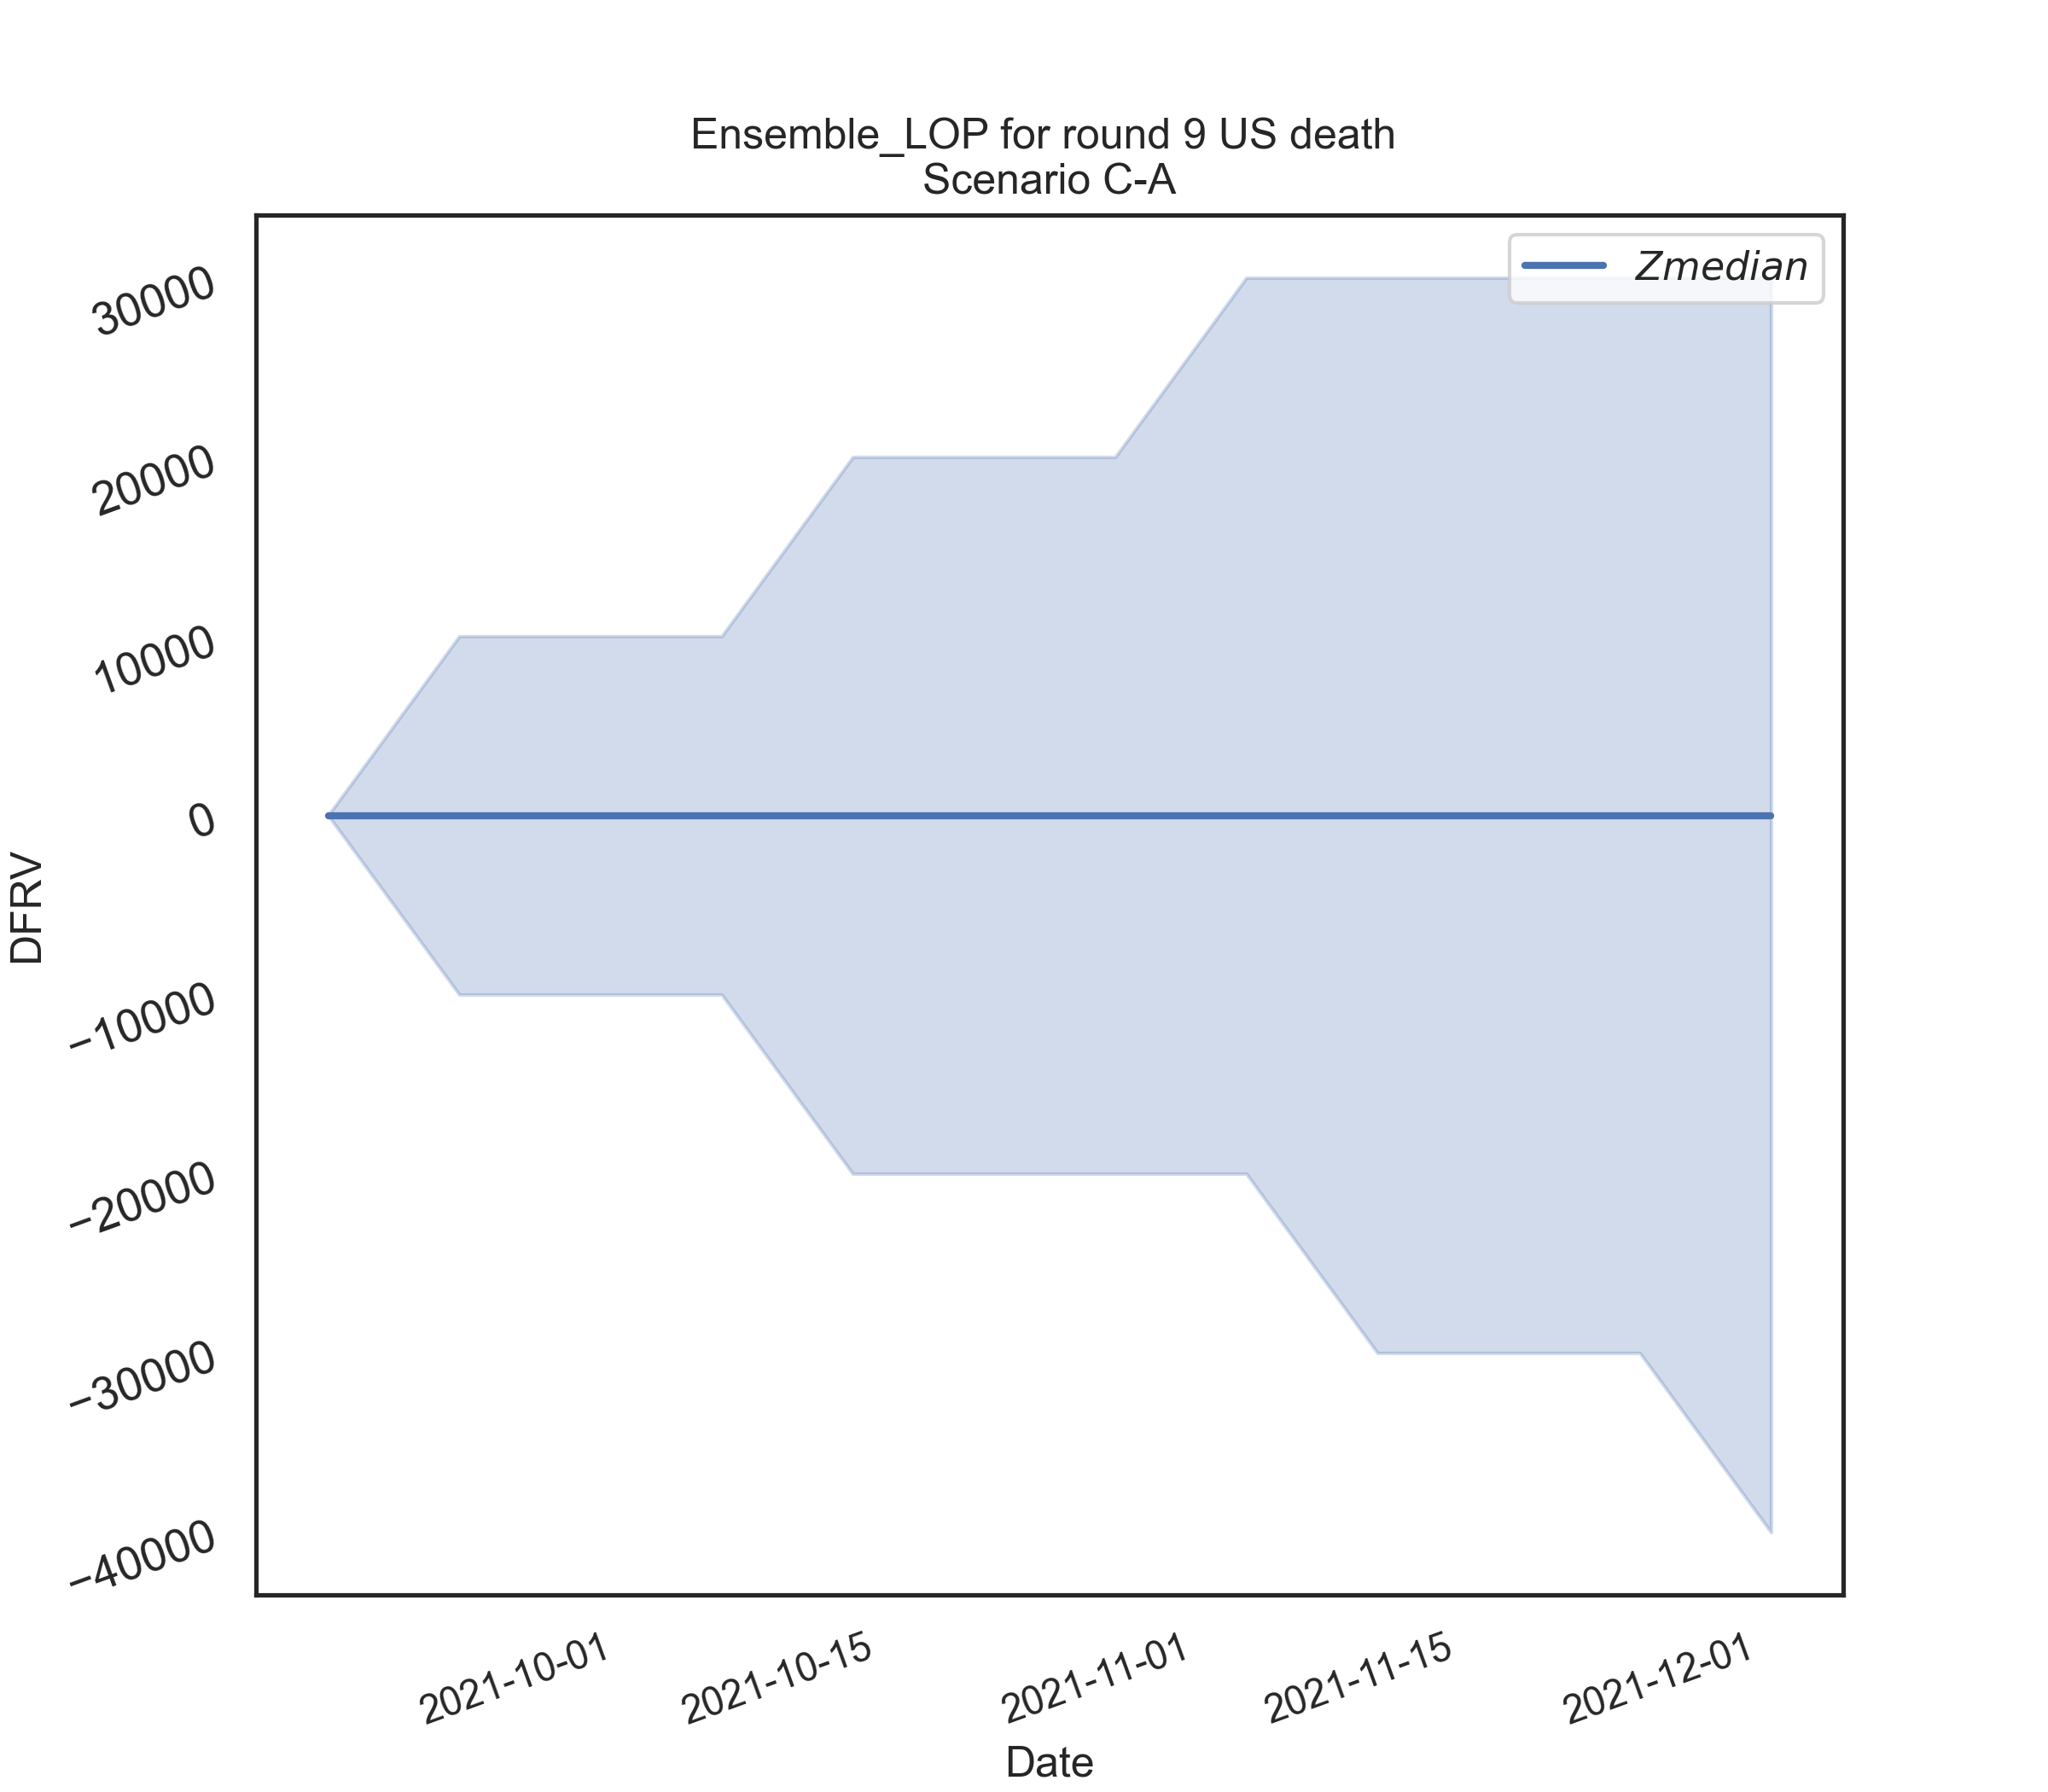 Ensemble_LOP for round 9 US death
Scenario C-A
Zmedian
30000
20000
10000
0
−10000
−20000
−30000
−40000
DFRV
2021-10-01
2021-10-15
2021-11-01
2021-11-15
2021-12-01
Date